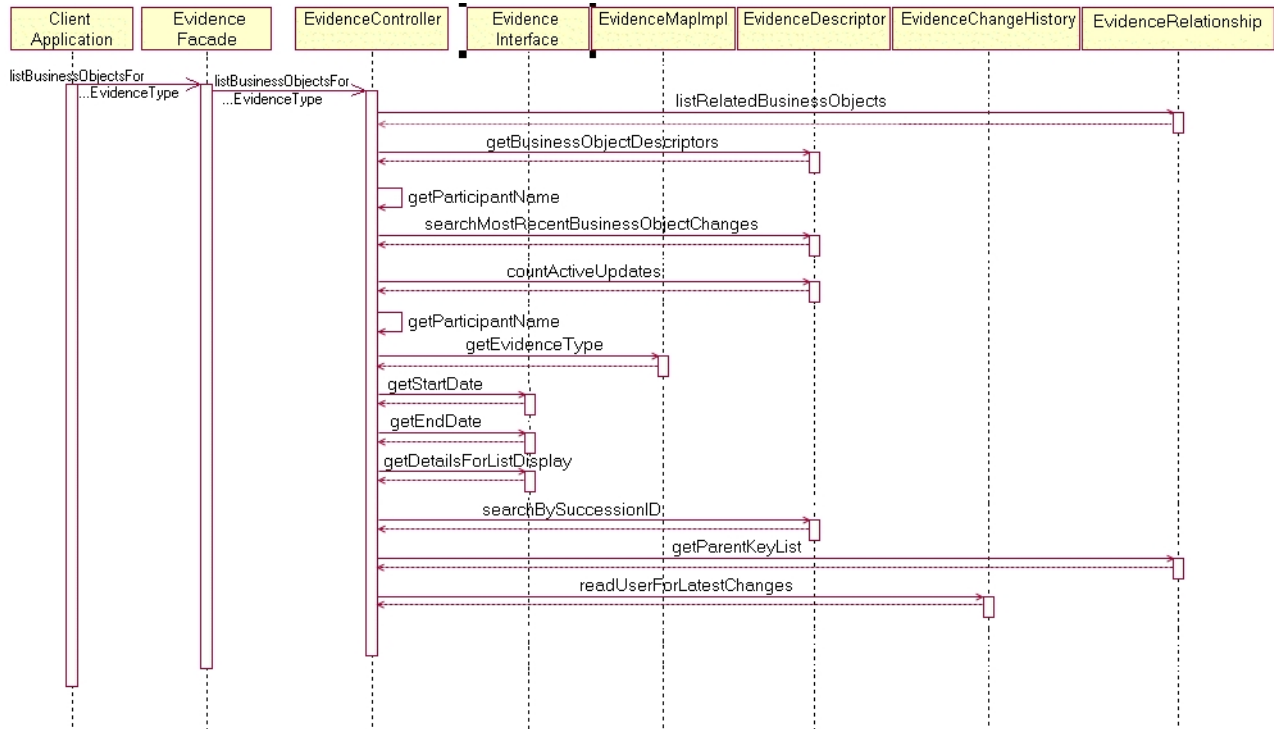 Client
Application
Evidence
Facade
EvidenceController
Evidence
Interface
EvidenceMapImpl
EvidenceDescriptor
EvidenceChangeHistory
EvidenceRelationship
listBusinessObjectsFor
...EvidenceType
listBusinessObjectsFor
...EvidenceType
listRelatedBusinessObjects
getBusinessObjectDescriptors
getParticipantName
searchMostRecentBusinessObjectChanges
countActiveUpdates
getParticipantName
getEvidenceType
getStartDate
getEndDate
getDetailsForListDisplay
searchBySuccessionID
getParentKeyList
readUserForLatestChanges